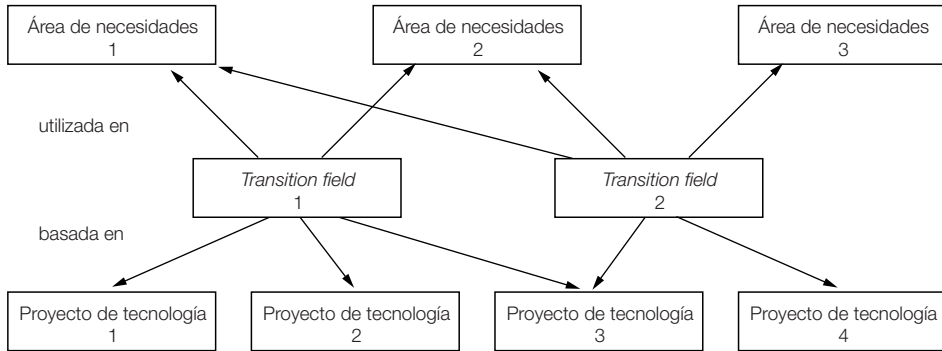 Área de necesidades
1
Área de necesidades
2
Área de necesidades
3
utilizada en
Transition field
1
Transition field
2
basada en
Proyecto de tecnología
1
Proyecto de tecnología
2
Proyecto de tecnología
3
Proyecto de tecnología
4